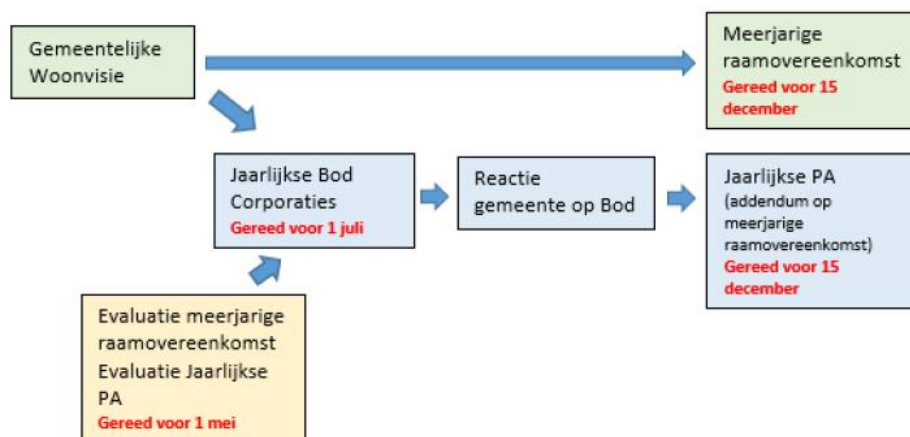 Gemeentelijke
Woonvisie
Meerjarige
raamovereenkomst
Gereed voor 15
december
Jaarlijkse Bod
Corporaties
Gereed voor 1 juli
Reactie
gemeente op Bod
Jaarlijkse PA
(addendum op
meerjarige
raamovereenkomst)
Gereed voor 15
december
Evaluatie meerjarige
raamovereenkomst
Evaluatie Jaarlijkse
PA
Gereed voor 1 mei